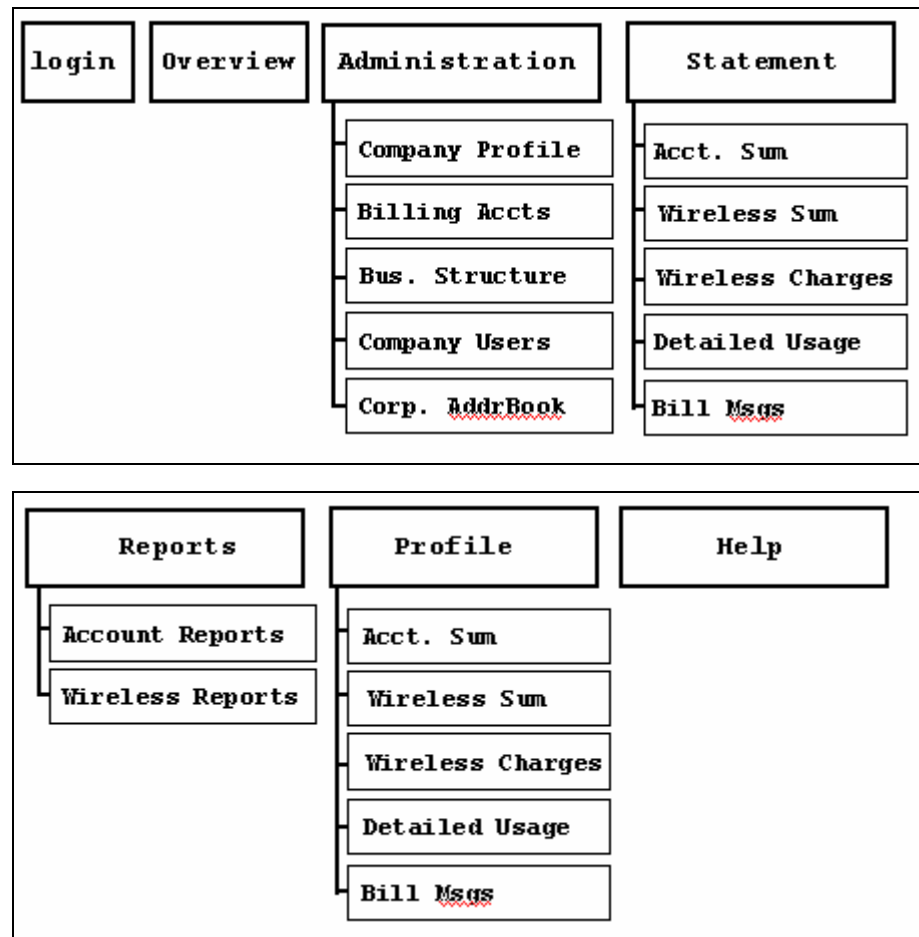 login
Overview
Administration
Company Profile
Billing Accts
Bus. Structure
Company Users
Corp. AddrBook
Statement
Acct. Sum
Wireless Sum
Wireless Charges
Detailed Usage
Bill Msgs
Reports
Account Reports
Wireless Reports
Profile
Acct. Sum
Wireless Sum
Wireless Charges
Detailed Usage
Bill Msgs
Help